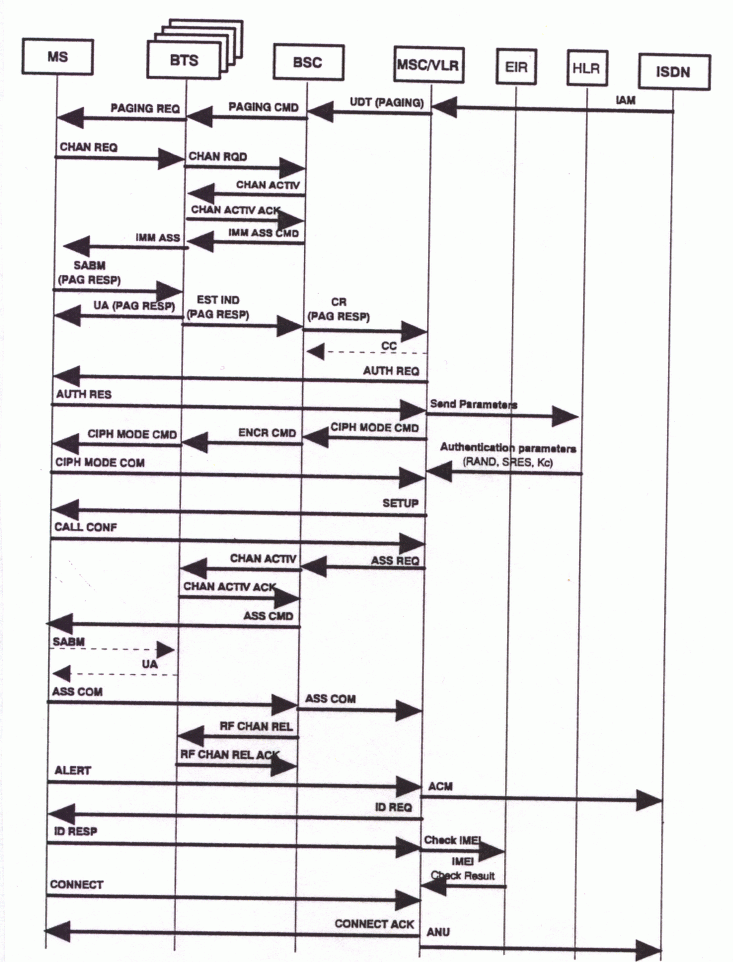 MS
BTS
BSC
MSC/VLR
EIR
HLR
ISDN
PAGING REQ
PAGING CMD
UDT (PAGING)
IAM
CHAN REQ
CHAN RQD
CHAN ACTIV
CHAN ACTIV ACK
IMM ASS
IMM ASS CMD
SABM
(PAG RESP)
UA (PAG RESP)
EST IND
(PAG RESP)
CR
(PAG RESP)
CC
AUTH REQ
AUTH RES
Send Parameters
CIPH MODE CMD
ENCR CMD
CIPH MODE CMD
Authentication parameters
(RAND, SRES, Kc)
CIPH MODE COM
SETUP
CALL CONF
CHAN ACTIV
ASS REQ
CHAN ACTIV ACK
ASS CMD
SABM
UA
ASS COM
ASS COM
RF CHAN REL
RF CHAN REL ACK
ALERT
ACM
ID REQ
ID RESP
Check IMEI
IMEI
Check Result
CONNECT
CONNECT ACK
ANU